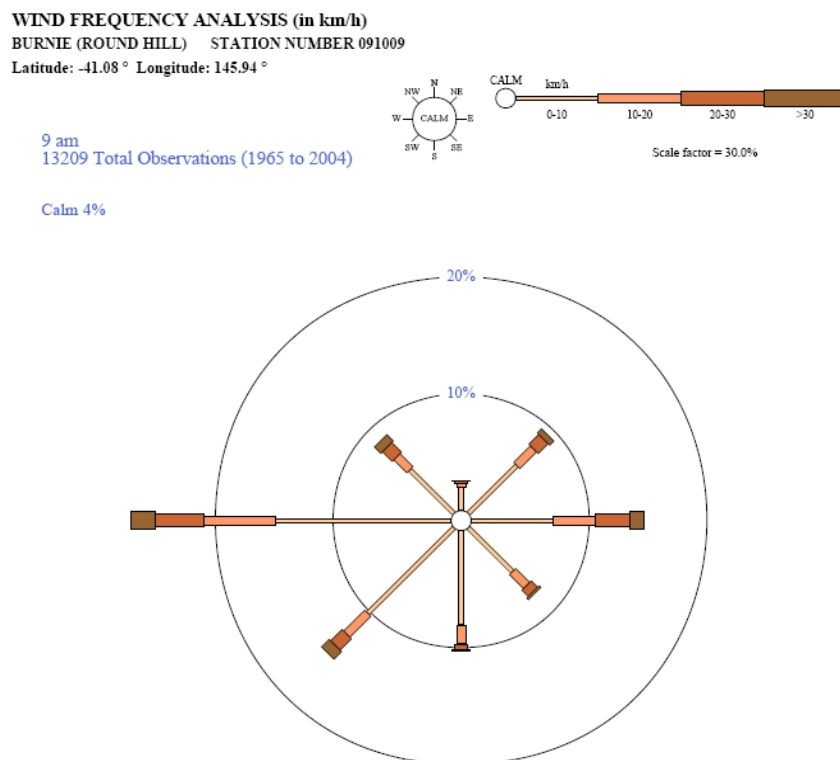 WIND FREQUENCY ANALYSIS (in km/h)
BURNIE (ROUND HILL) STATION NUMBER 091009
Latitude: -41.08 ° Longitude: 145.94 °
N
NW NE
W CALM E
SW SE
S
CALM km/h
0-10 10-20 20-30 >30
Scale factor = 30.0%
9 am
13209 Total Observations (1965 to 2004)
Calm 4%
20%
10%